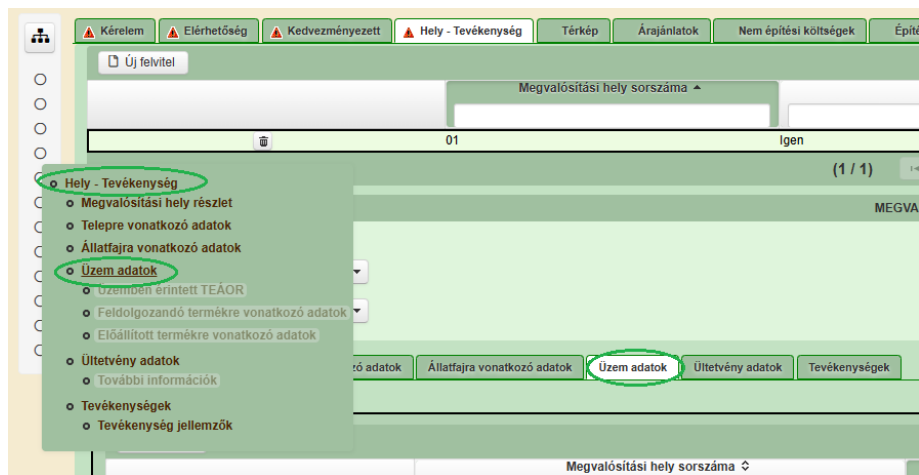 Kérelem Elérhetőség Kedvezményezett Hely - Tevékenység Térkép Árajánlatok Nem építési költségek Építé
Új felvitel
Megvalósítási hely sorszáma
01 Igen
(1 / 1)
MEGVA
Hely - Tevékenység
Megvalósítási hely részlet
Telepre vonatkozó adatok
Állatfajra vonatkozó adatok
Üzem adatok
Üzemben érintett TEÁOR
Feldolgozandó termékre vonatkozó adatok
Előállított termékre vonatkozó adatok
Ültetvény adatok
További információk
Tevékenységek
Tevékenység jellemzők
zó adatok Állatfajra vonatkozó adatok Üzem adatok Ültetvény adatok Tevékenységek
Megvalósítási hely sorszáma